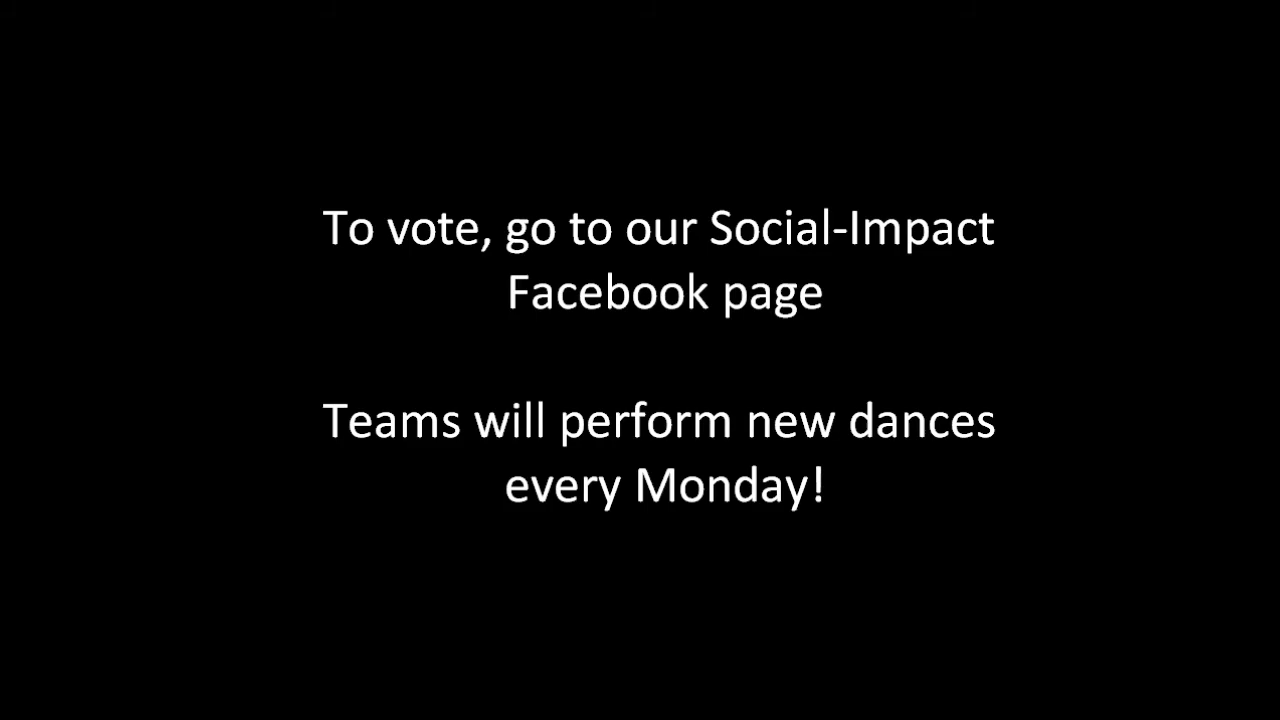 To vote, go to our Social-Impact
Facebook page
Teams will perform new dances
every Monday!